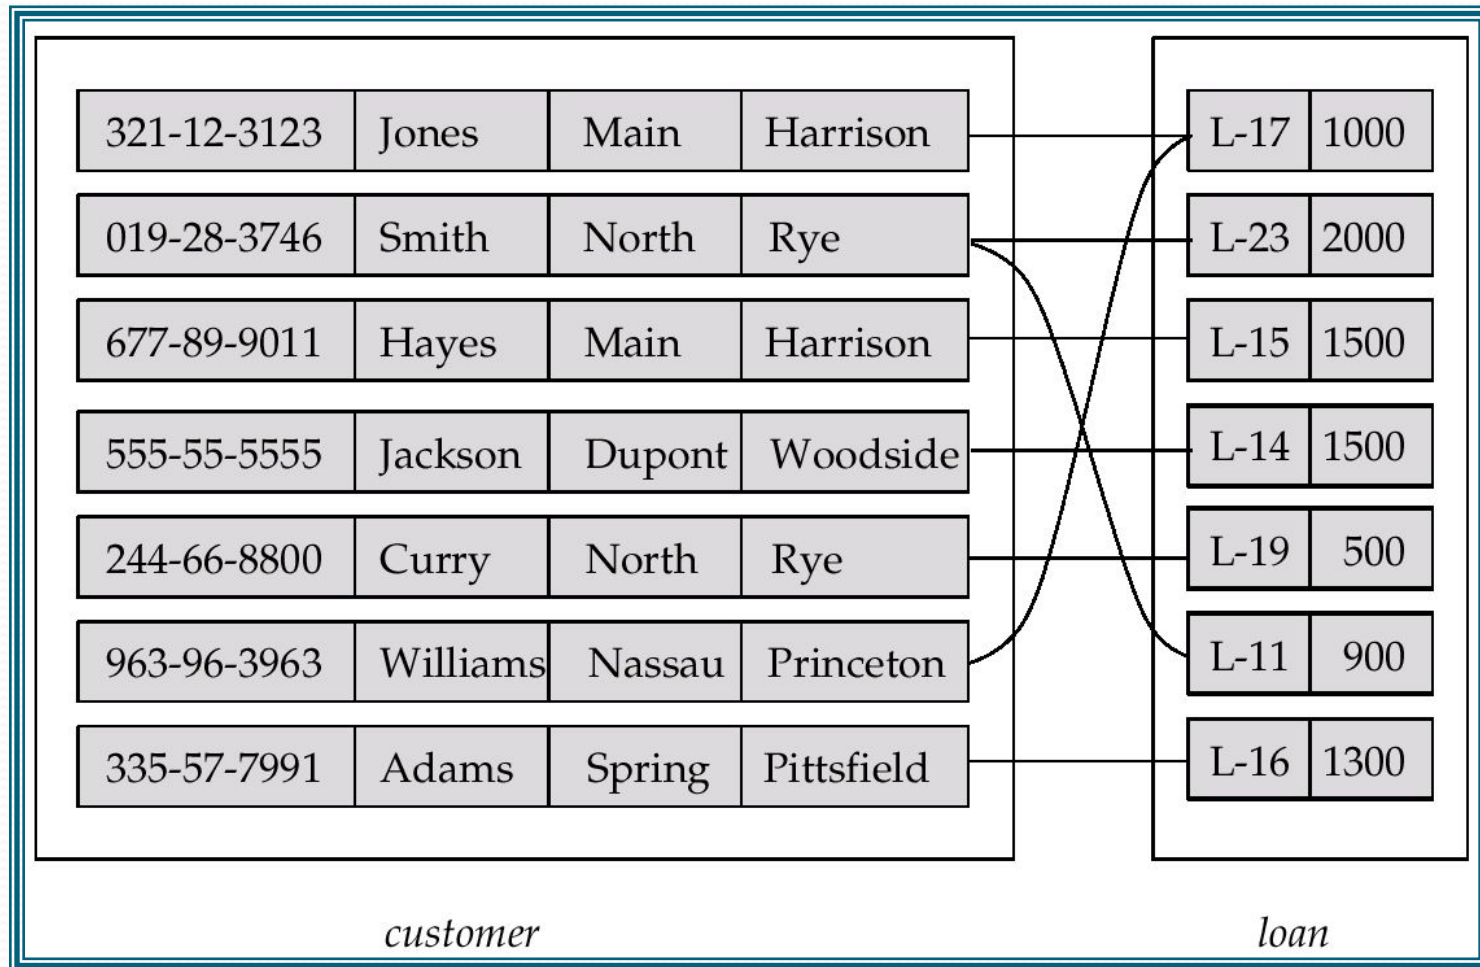 321-12-3123 Jones Main Harrison L-17 1000
019-28-3746 Smith North Rye L-23 2000
677-89-9011 Hayes Main Harrison L-15 1500
555-55-5555 Jackson Dupont Woodside L-14 1500
244-66-8800 Curry North Rye L-19 500
963-96-3963 Williams Nassau Princeton L-11 900
335-57-7991 Adams Spring Pittsfield L-16 1300
customer loan